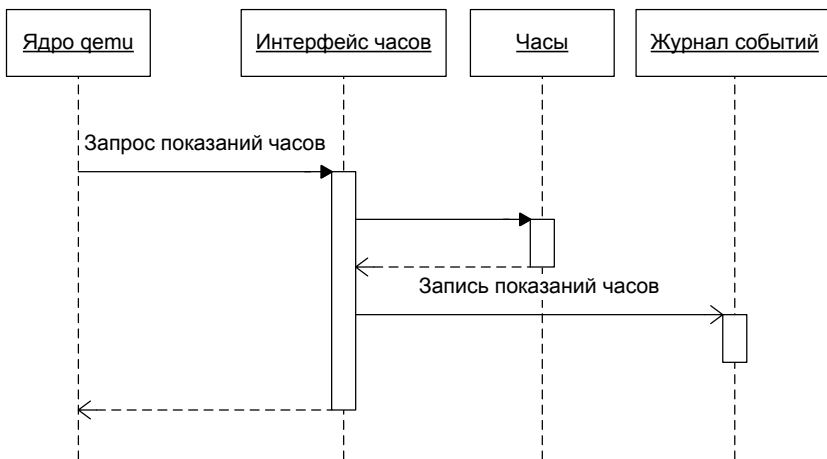 Ядро qemu
Интерфейс часов
Часы
Журнал событий
Запрос показаний часов
Запись показаний часов